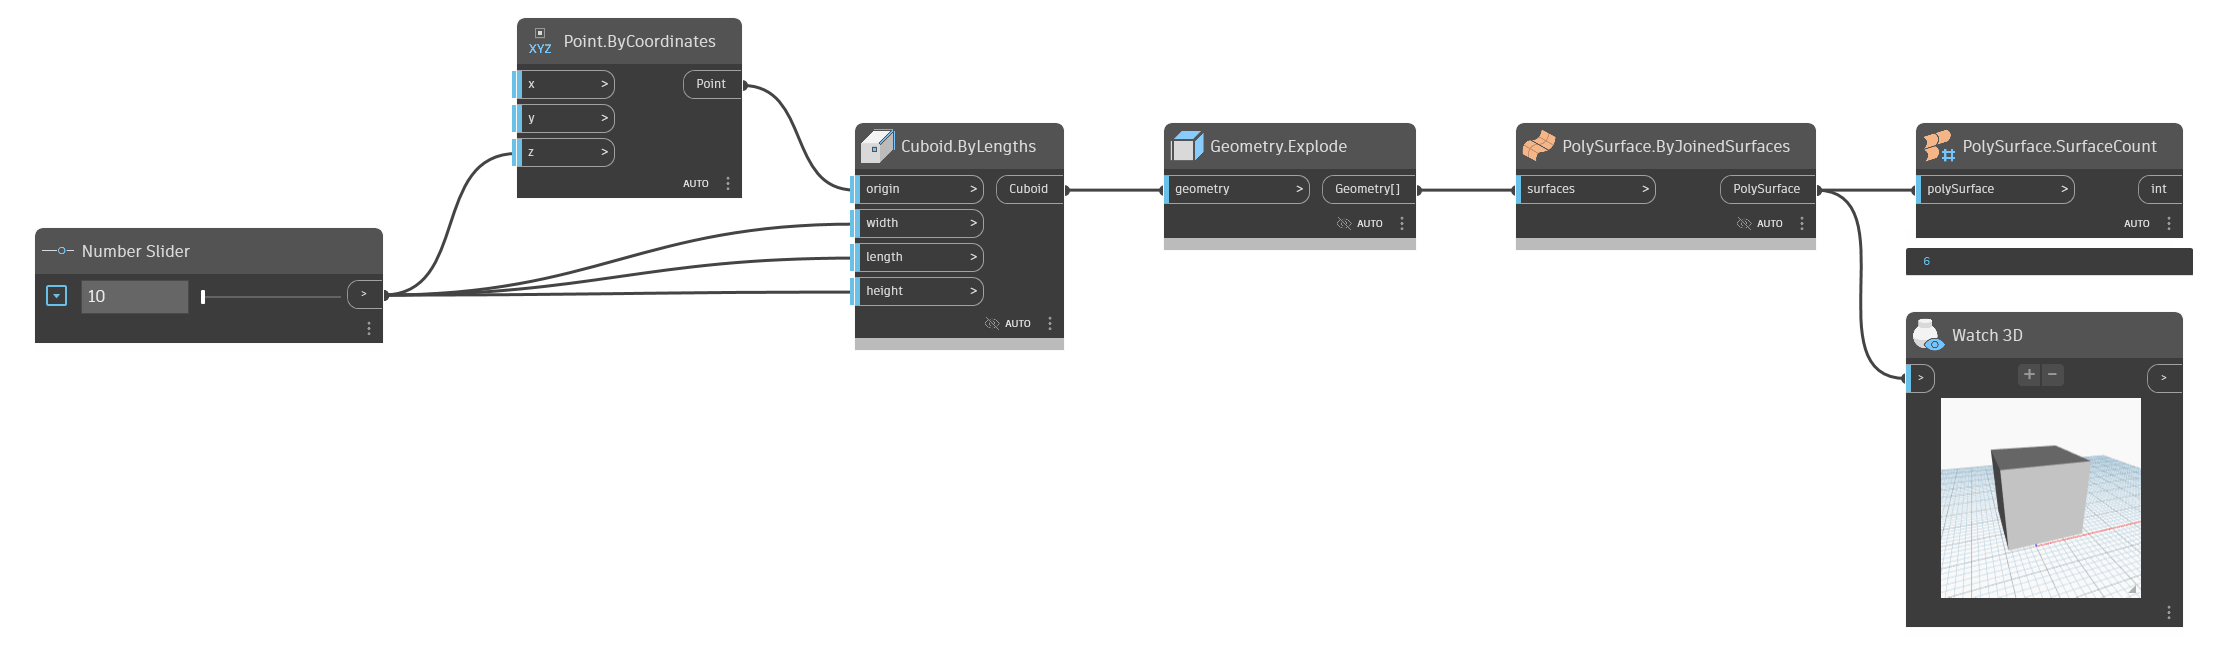 Number Slider
10
>
XYZ
Point.ByCoordinates
x >
Point
y >
z >
AUTO
Cuboid.ByLengths
origin >
Cuboid
width >
length >
height >
AUTO
Geometry.Explode
geometry >
Geometry[]
AUTO
PolySurface.ByJoinedSurfaces
surfaces >
PolySurface
AUTO
PolySurface.SurfaceCount
polySurface >
int
AUTO
6
Watch 3D
>
+ −
>